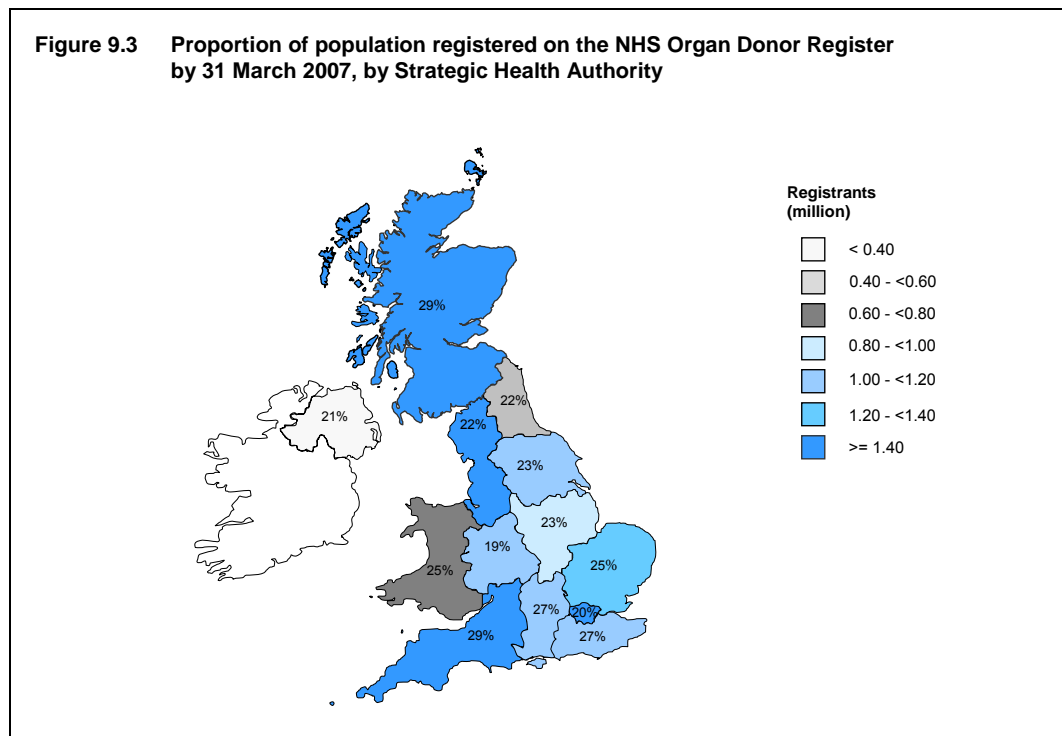 Figure 9.3 Proportion of population registered on the NHS Organ Donor Register
by 31 March 2007, by Strategic Health Authority
Registrants
(million)
< 0.40
0.40 - <0.60
0.60 - <0.80
0.80 - <1.00
1.00 - <1.20
1.20 - <1.40
>= 1.40
29%
22%
21%
22%
23%
23%
19%
25%
25%
27%
20%
29%
27%